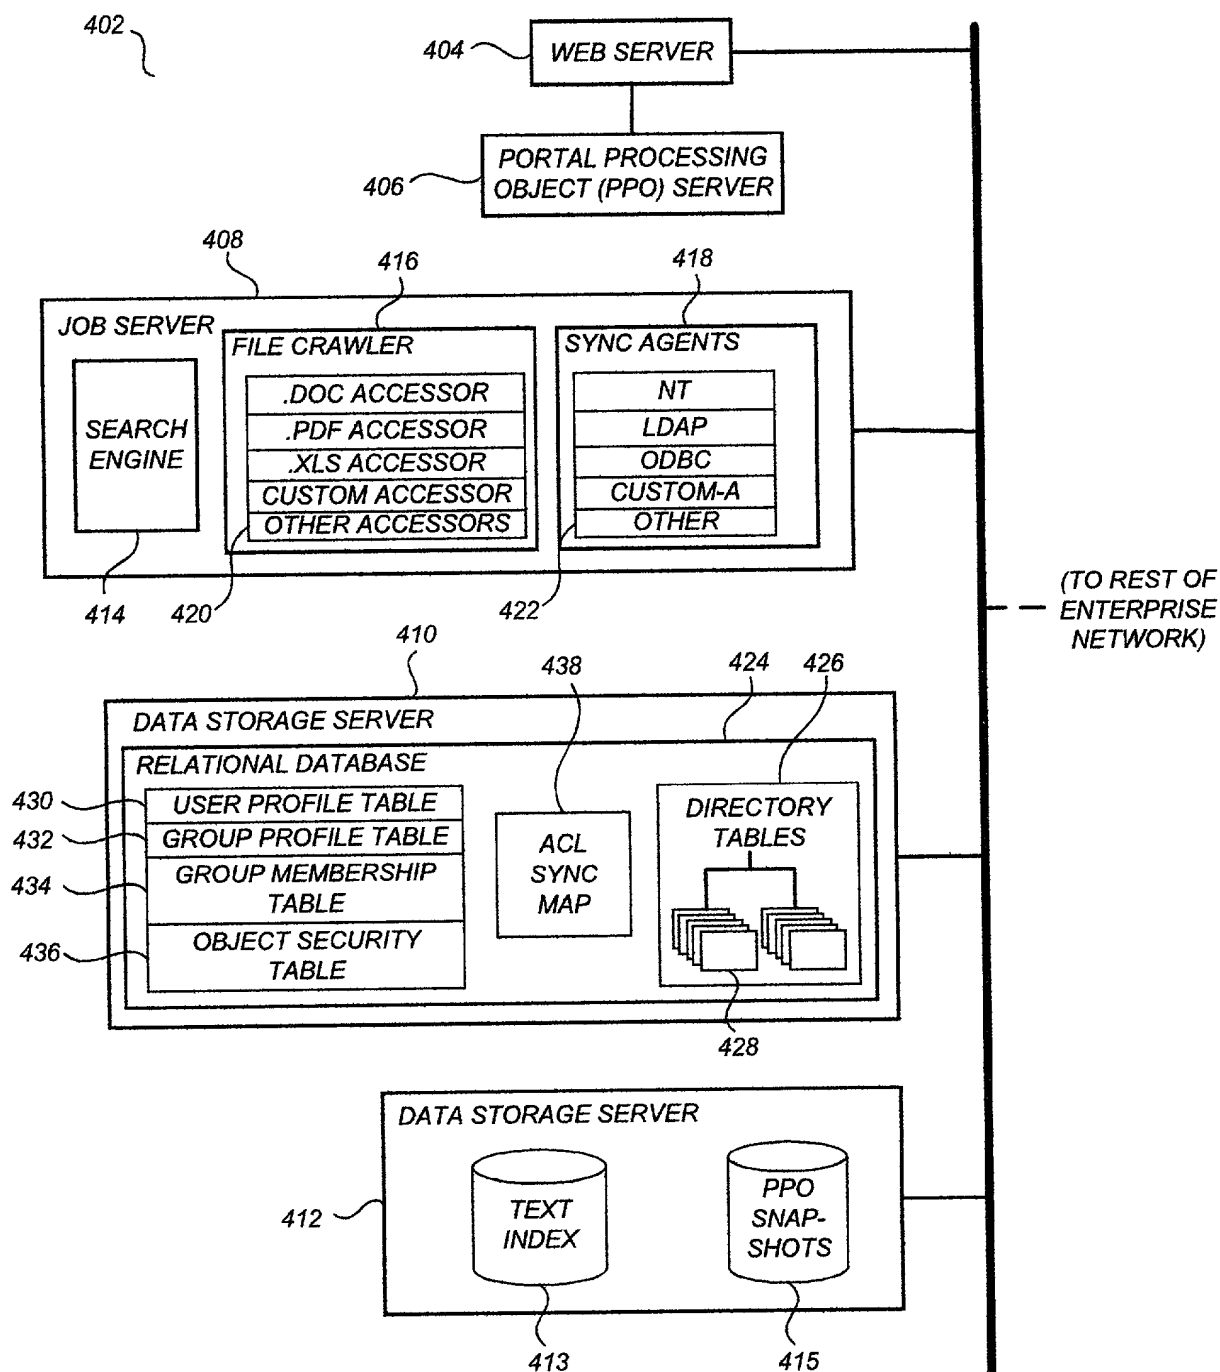 402
404
WEB SERVER
PORTAL PROCESSING
OBJECT (PPO) SERVER
406
408
416
418
JOB SERVER
SEARCH
ENGINE
FILE CRAWLER
.DOC ACCESSOR
.PDF ACCESSOR
.XLS ACCESSOR
CUSTOM ACCESSOR
OTHER ACCESSORS
SYNC AGENTS
NT
LDAP
ODBC
CUSTOM-A
OTHER
414
420
422
(TO REST OF
ENTERPRISE
NETWORK)
410
438
424
426
DATA STORAGE SERVER
RELATIONAL DATABASE
430
USER PROFILE TABLE
432
GROUP PROFILE TABLE
434
GROUP MEMBERSHIP
TABLE
436
OBJECT SECURITY
TABLE
ACL
SYNC
MAP
DIRECTORY
TABLES
428
DATA STORAGE SERVER
412
TEXT
INDEX
PPO
SNAP-
SHOTS
413
415